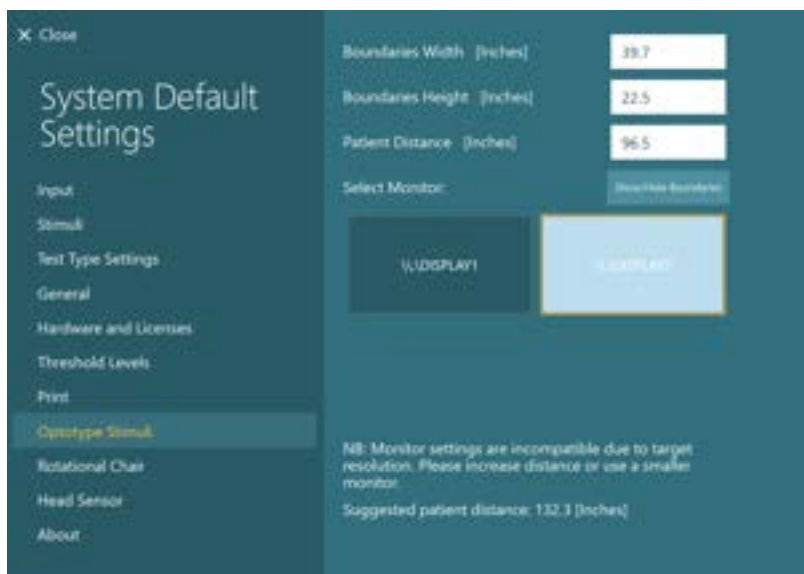 Close
System Default
Settings
Input
Stimuli
Test Type Settings
General
Hardware and Licenses
Threshold Levels
Print
Optotype Stimuli
Rotational Chair
Head Sensor
About
Boundaries Width [Inches] 39.7
Boundaries Height [Inches] 22.5
Patient Distance [Inches] 96.5
Select Monitor: Show/Hide Boundaries
\\.\DISPLAY1
NB: Monitor settings are incompatible due to target
resolution. Please increase distance or use a smaller
monitor.
Suggested patient distance: 132.3 [Inches]